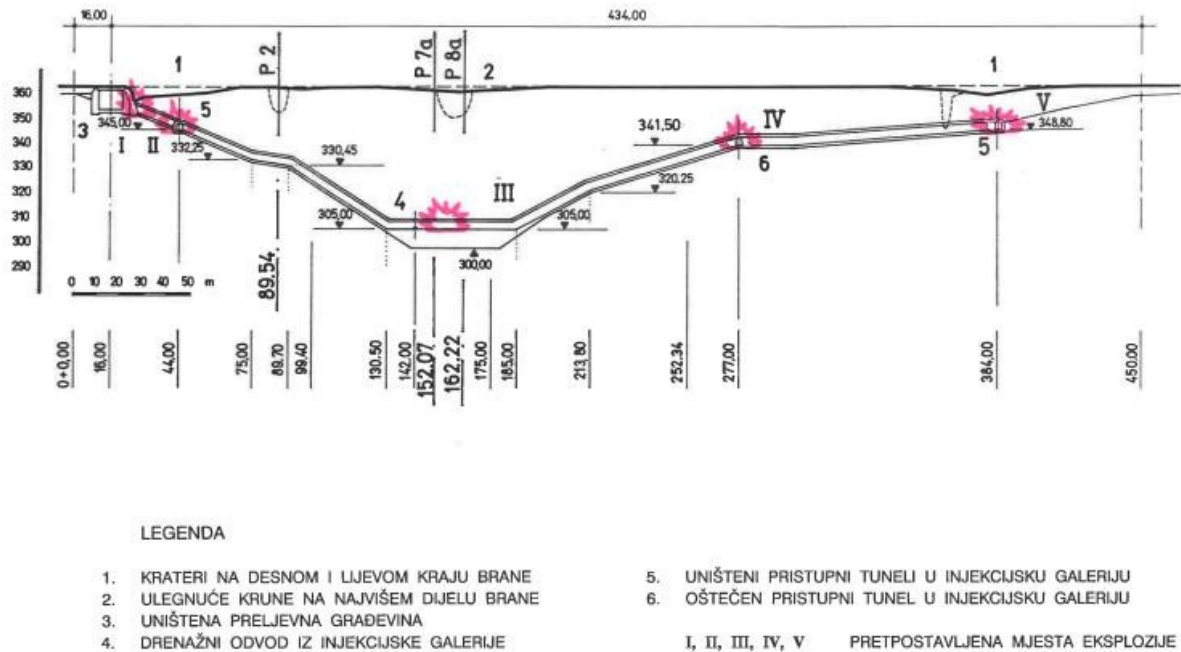 16.00 434.00
1 P 2 P 7a P 8a 2 1
360
350
340
330
320
310
300
290
3 345,00 5 I II 332,25
330,45
4 III
305,00 305,00
300,00
341,50 IV
320,25 6
5 V 348,80
89.54.
0 10 20 30 40 50 m
0+0,00
16,00
44,00
75,00
89.70
99.40
130.50
142.00
152.07
162.22
175.00
185.00
213,80
252.34
277.00
384,00
450.00
LEGENDA
1. KRATERI NA DESNOM I LIJEVOM KRAJU BRANE
2. ULEGNUĆE KRUNE NA NAJVIŠEM DIJELU BRANE
3. UNIŠTENA PRELJEVNA GRAĐEVINA
4. DRENAŽNI ODVOD IZ INJEKCIJSKE GALERIJE
5. UNIŠTENI PRISTUPNI TUNELI U INJEKCIJSKU GALERIJU
6. OŠTEČEN PRISTUPNI TUNEL U INJEKCIJSKU GALERIJU
I, II, III, IV, V PRETPOSTAVLJENA MJESTA EKSPLOZIJE